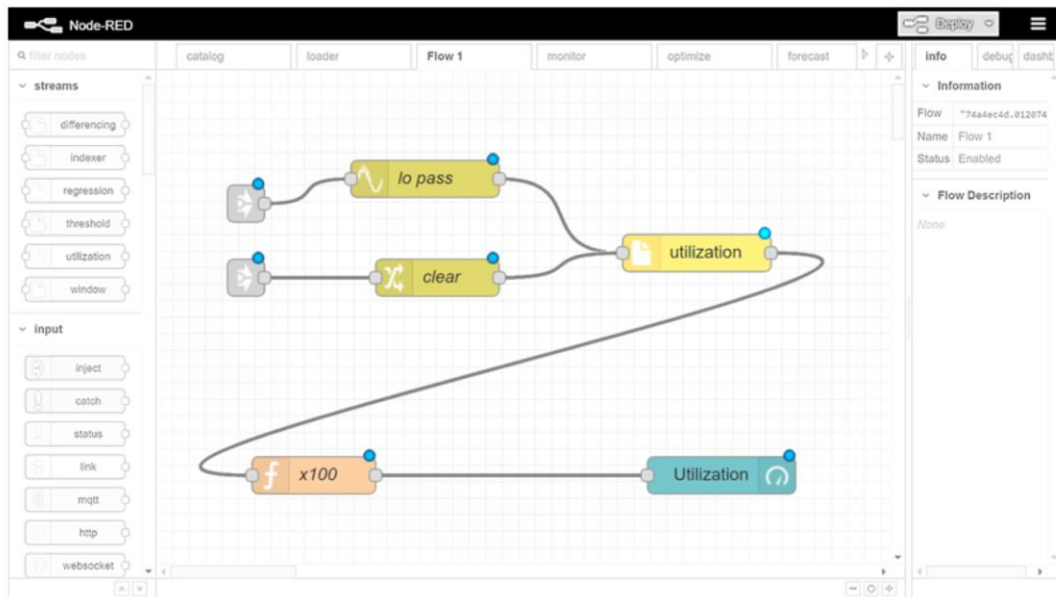 Node-RED
Deploy
filter nodes
catalog
loader
Flow 1
monitor
optimize
forecast
info
debug
dashb
streams
differencing
indexer
regression
threshold
utilization
window
input
inject
catch
status
link
mqtt
http
websocket
lo pass
clear
utilization
x100
Utilization
Information
Flow "74a4ec4d.012074
Name Flow 1
Status Enabled
Flow Description
None